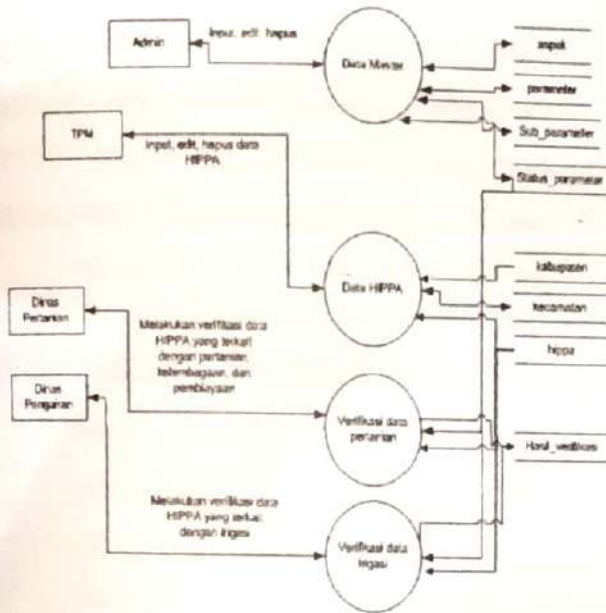 Admin
Input, edit, hapus
Data Master
aspek
parameter
Sub_parameter
Status_parameter
TPM
Input, edit, hapus data
HIPPA
Data HIPPA
kabupaten
kecamatan
hippa
Dinas
Pertanian
Melakukan verifikasi data
HIPPA yang terkait
dengan pertanian,
kelembagaan, dan
pembiayaan
Dinas
Pengairan
Verifikasi data
pertanian
Hasil_verifikasi
Melakukan verifikasi data
HIPPA yang terkait
dengan irigasi
Verifikasi data
Irigasi